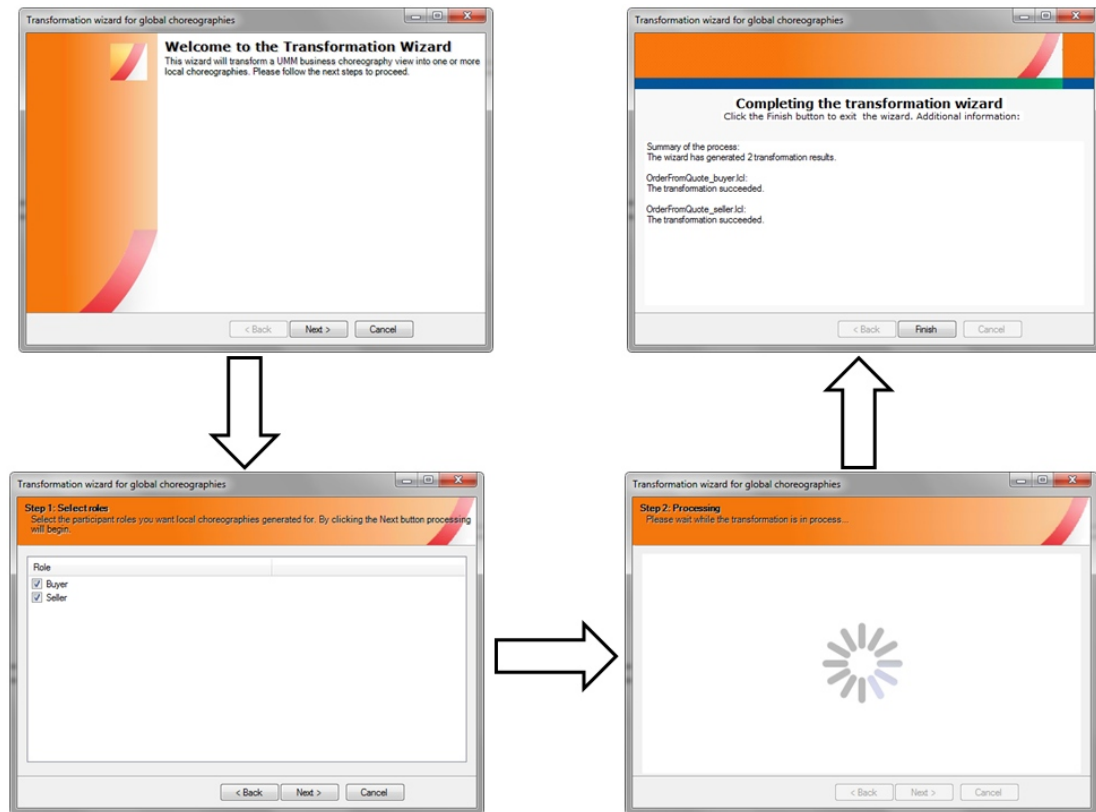 Transformation wizard for global choreographies
Welcome to the Transformation Wizard
This wizard will transform a UMM business choreography view into one or more
local choreographies. Please follow the next steps to proceed.
< Back
Next >
Cancel
Transformation wizard for global choreographies
Step 1: Select roles
Select the participant roles you want local choreographies generated for. By clicking the Next button processing
will begin.
Role
Buyer
Seller
< Back
Next >
Cancel
Transformation wizard for global choreographies
Step 2: Processing
Please wait while the transformation is in process...
< Back
Next >
Cancel
Transformation wizard for global choreographies
Completing the transformation wizard
Click the Finish button to exit the wizard. Additional information:
Summary of the process:
The wizard has generated 2 transformation results.
OrderFromQuote_buyer.lcl:
The transformation succeeded.
OrderFromQuote_seller.lcl:
The transformation succeeded.
< Back
Finish
Cancel